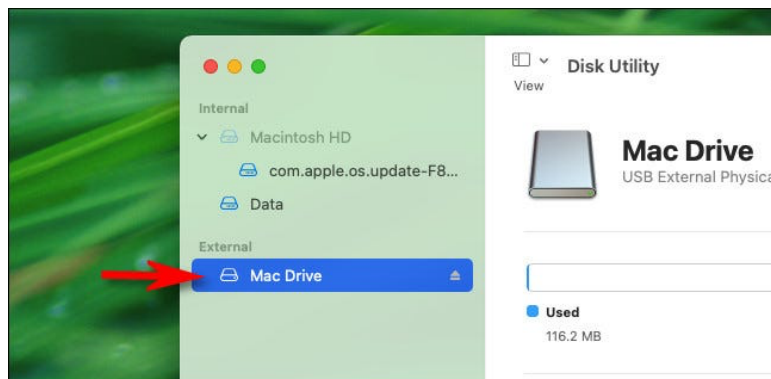 Disk Utility
View
Internal
Macintosh HD
com.apple.os.update-F8...
Data
External
Mac Drive
Mac Drive
USB External Physica
Used
116.2 MB